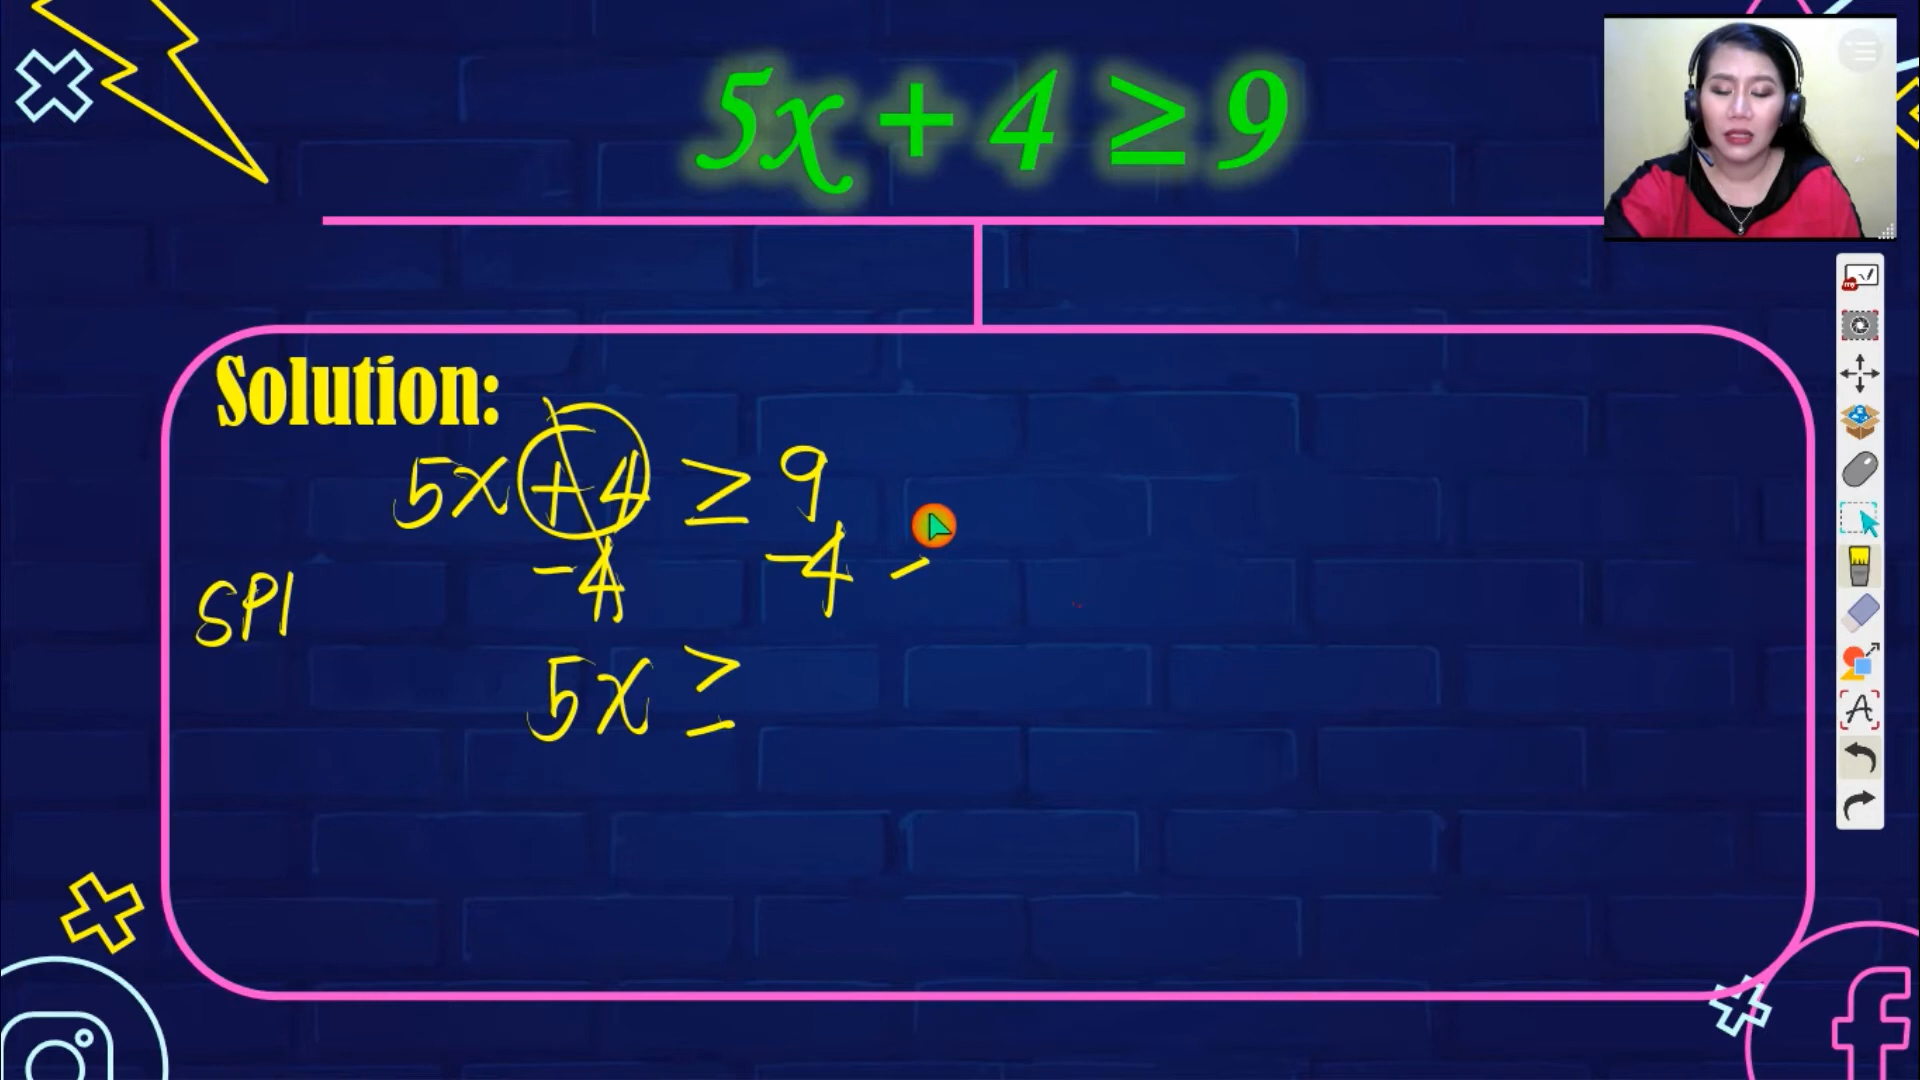 5x + 4 ≥ 9
Solution:
5x + 4 ≥ 9
-4 -4
SPI
5x ≥